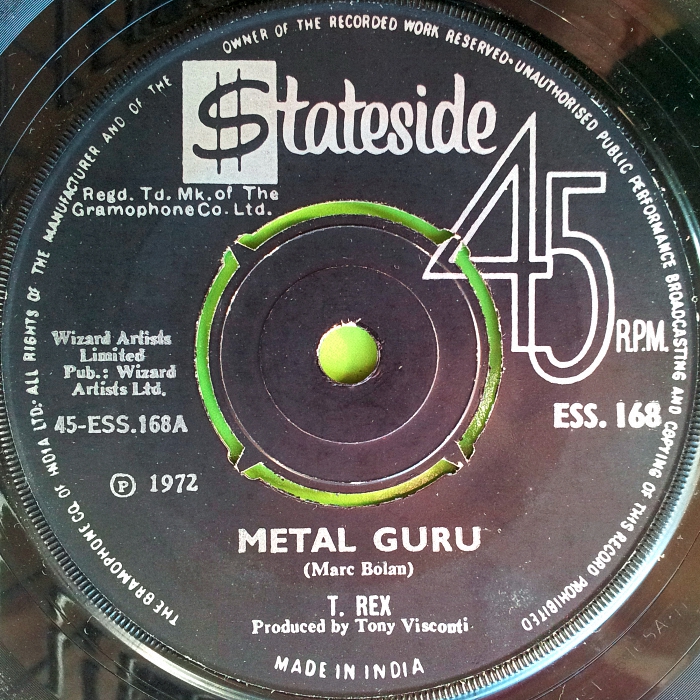 THE GRAMOPHONE CO. OF INDIA LTD. ALL RIGHTS OF THE MANUFACTURER AND OF THE OWNER OF THE RECORDED WORK RESERVED·UNAUTHORISED PUBLIC PERFORMANCE BROADCASTING AND COPYING OF THIS RECORD PROHIBITED
$tateside
Regd. Td. Mk. of The
Gramophone Co. Ltd.
45
R.P.M.
Wizard Artists
Limited
Pub.: Wizard
Artists Ltd.
45-ESS.168A
ESS. 168
Ⓟ 1972
METAL GURU
(Marc Bolan)
T. REX
Produced by Tony Visconti
MADE IN INDIA